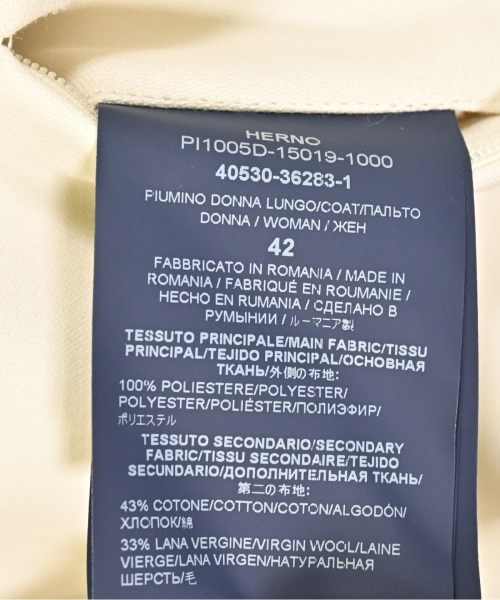 HERNO
PI1005D-15019-1000
40530-36283-1
PIUMINO DONNA LUNGO/COAT/ПАЛЬТО
DONNA / WOMAN / ЖЕН
42
FABBRICATO IN ROMANIA / MADE IN
ROMANIA / FABRIQUÉ EN ROUMANIE /
HECHO EN RUMANIA / СДЕЛАНО В
РУМЫНИИ / ルーマニア製
TESSUTO PRINCIPALE/MAIN FABRIC/TISSU
PRINCIPAL/TEJIDO PRINCIPAL/ОСНОВНАЯ
ТКАНЬ/外側の布地:
100% POLIESTERE/POLYESTER/
POLYESTER/POLIÉSTER/ПОЛИЭФИР/
ポリエステル
TESSUTO SECONDARIO/SECONDARY
FABRIC/TISSU SECONDAIRE/TEJIDO
SECUNDARIO/ДОПОЛНИТЕЛЬНАЯ ТКАНЬ/
第二の布地:
43% COTONE/COTTON/COTON/ALGODÓN/
ХЛОПОК/綿
33% LANA VERGINE/VIRGIN WOOL/LAINE
VIERGE/LANA VIRGEN/НАТУРАЛЬНАЯ
ШЕРСТЬ/毛